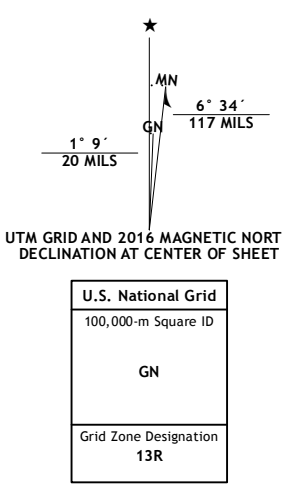 ★
MN
6° 34´
GN
117 MILS
1° 9´
20 MILS
UTM GRID AND 2016 MAGNETIC NORT
DECLINATION AT CENTER OF SHEET
U.S. National Grid
100,000-m Square ID
GN
Grid Zone Designation
13R